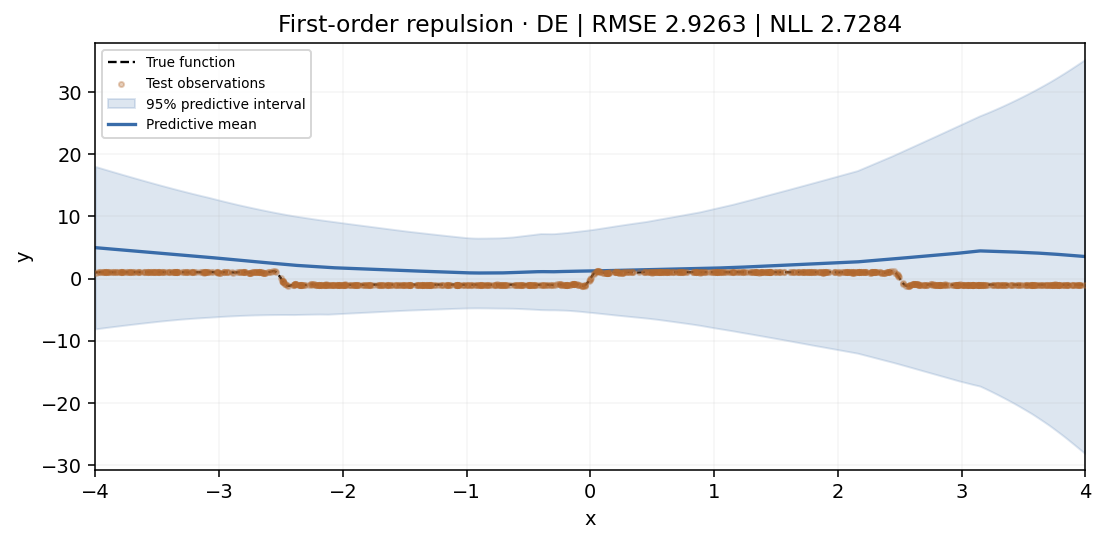 First-order repulsion · DE | RMSE 2.9263 | NLL 2.7284
True function
Test observations
95% predictive interval
Predictive mean
30
20
10
0
−10
−20
−30
y
−4
−3
−2
−1
0
1
2
3
4
x